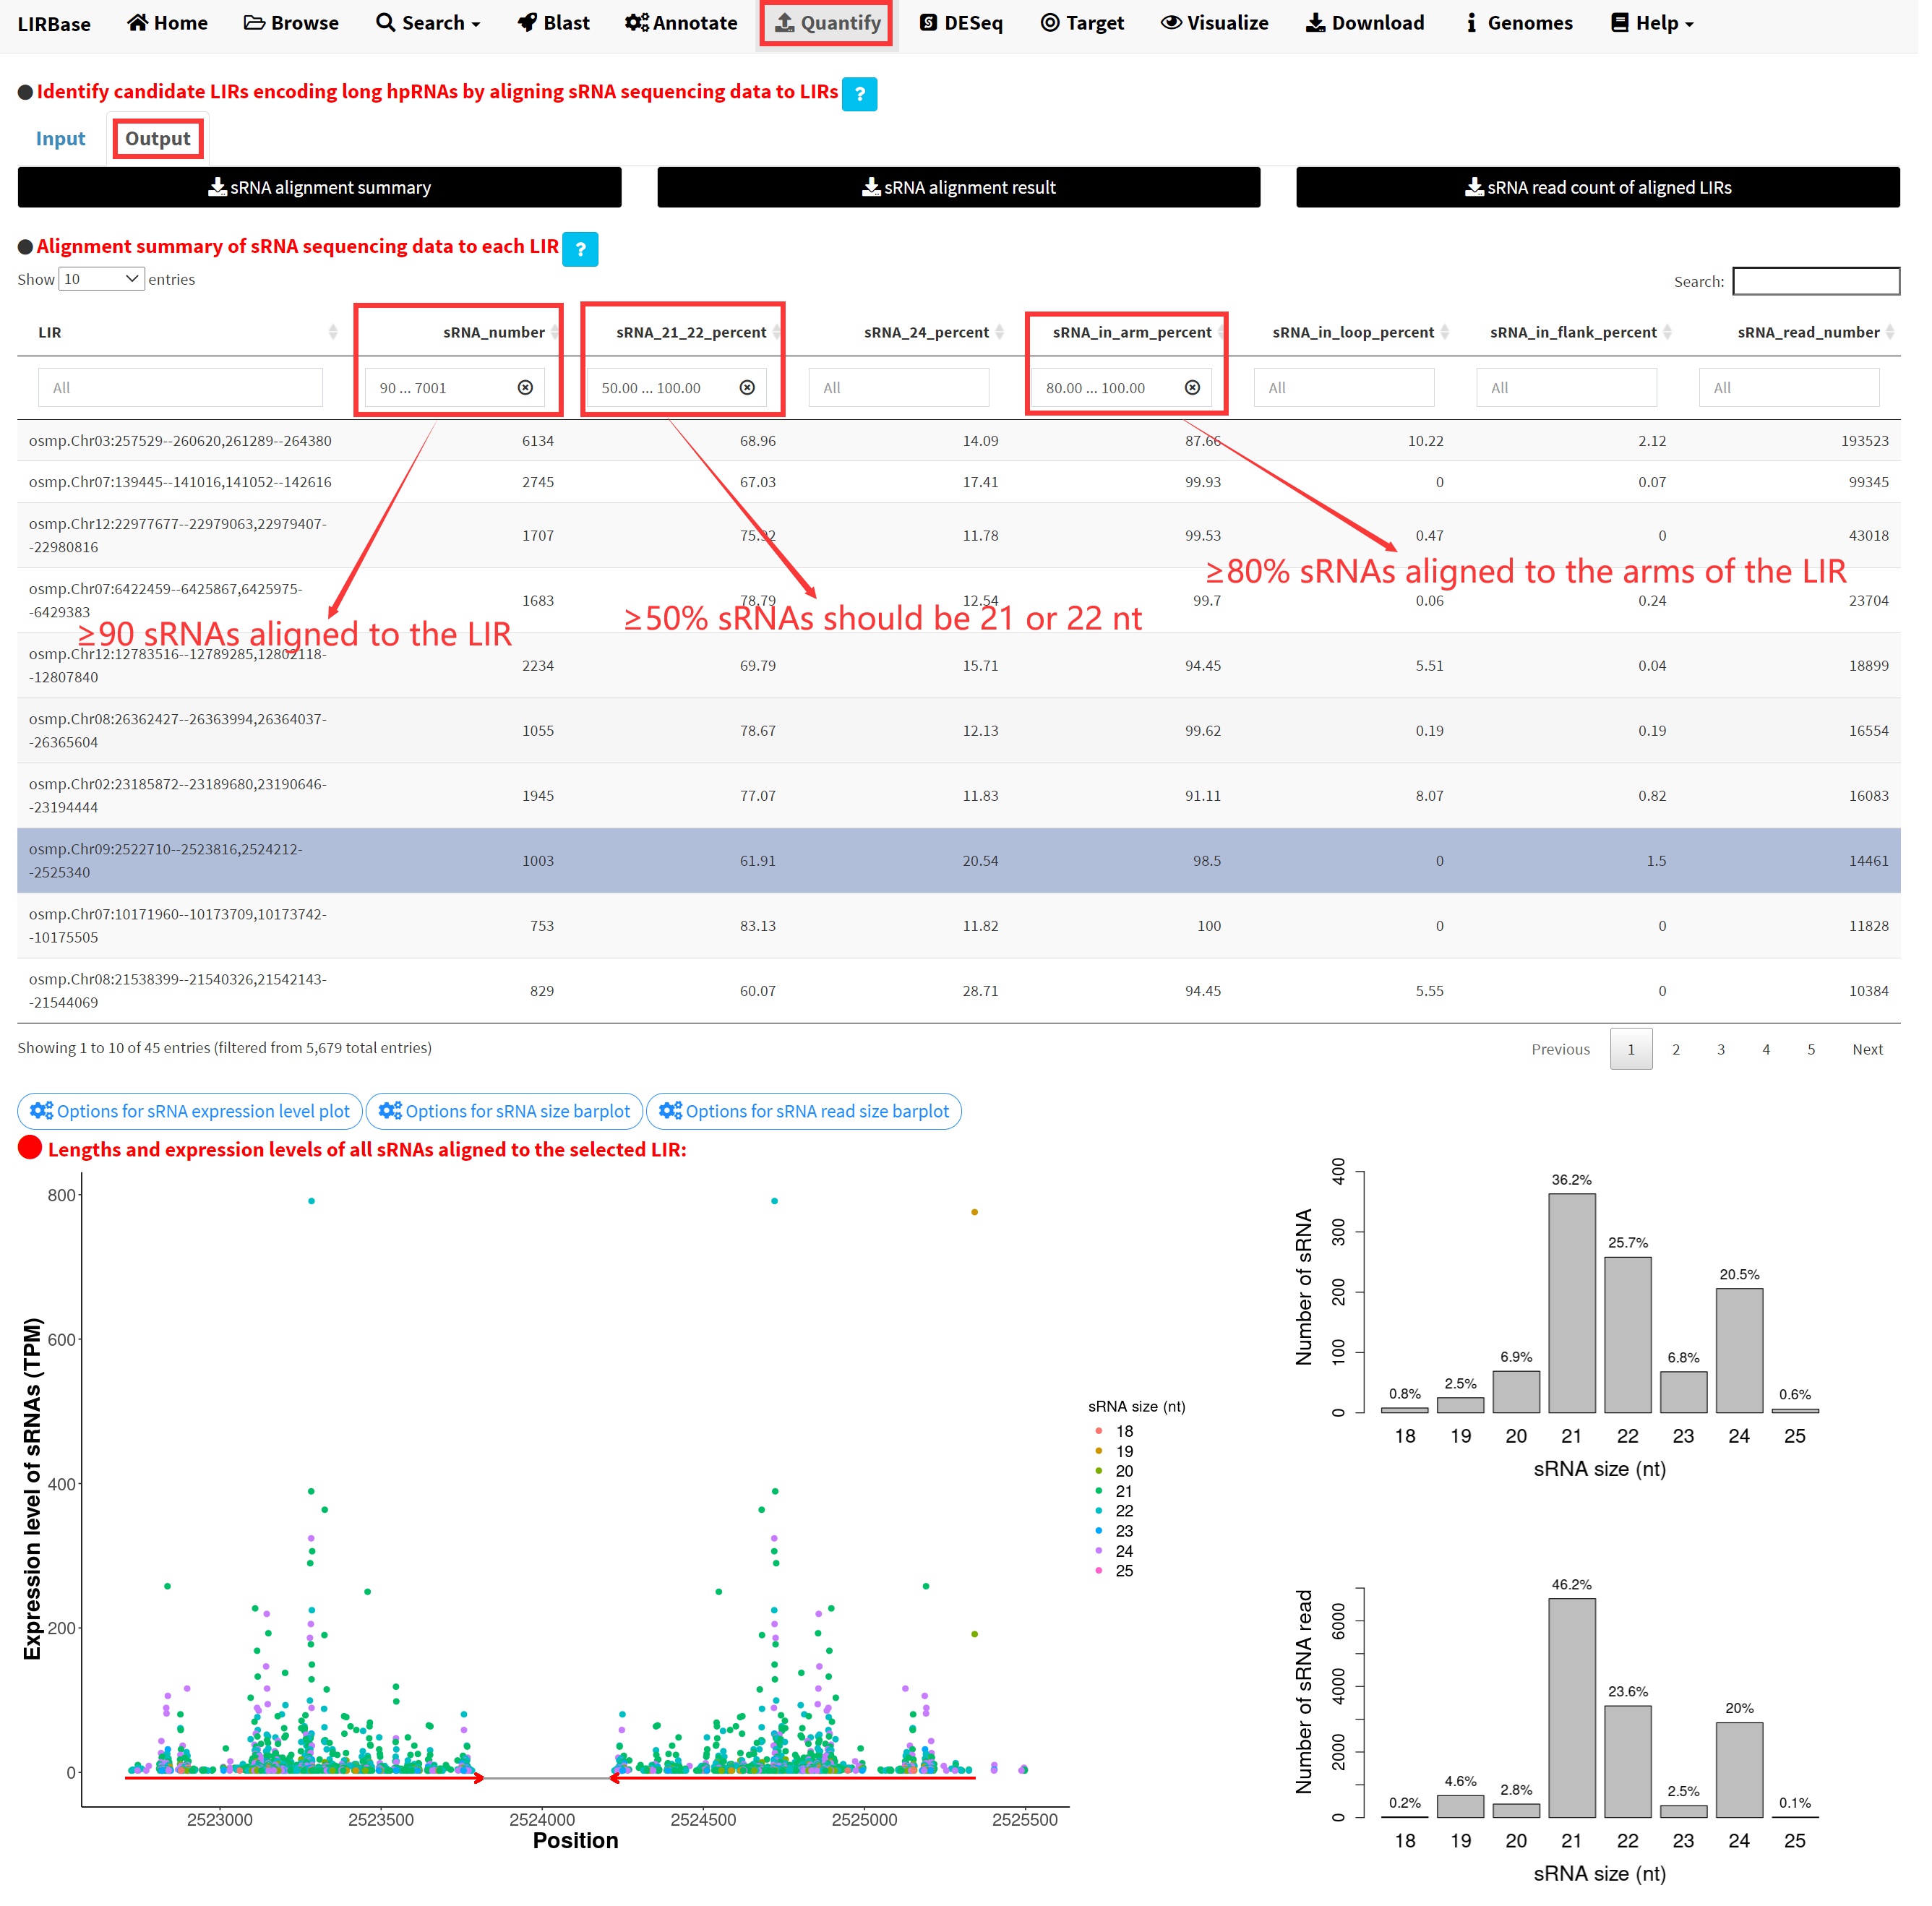 LIRBase Home Browse Search Blast Annotate Quantify DESeq Target Visualize Download Genomes Help
Identify candidate LIRs encoding long hpRNAs by aligning sRNA sequencing data to LIRs ?
Input Output
sRNA alignment summary sRNA alignment result sRNA read count of aligned LIRs
Alignment summary of sRNA sequencing data to each LIR ?
Show 10 entries Search:
LIR sRNA_number sRNA_21_22_percent sRNA_24_percent sRNA_in_arm_percent sRNA_in_loop_percent sRNA_in_flank_percent sRNA_read_number
All 90 ... 7001 50.00 ... 100.00 All 80.00 ... 100.00 All All All
osmp.Chr03:257529--260620,261289--264380 6134 68.96 14.09 87.66 10.22 2.12 193523
osmp.Chr07:139445--141016,141052--142616 2745 67.03 17.41 99.93 0 0.07 99345
osmp.Chr12:22977677--22979063,22979407-
-22980816 1707 75.92 11.78 99.53 0.47 0 43018
≥80% sRNAs aligned to the arms of the LIR
osmp.Chr07:6422459--6425867,6425975-
-6429383 1683 78.79 12.54 99.7 0.06 0.24 23704
≥50% sRNAs should be 21 or 22 nt
≥90 sRNAs aligned to the LIR
osmp.Chr12:12783516--12789285,12802118-
-12807840 2234 69.79 15.71 94.45 5.51 0.04 18899
osmp.Chr08:26362427--26363994,26364037-
-26365604 1055 78.67 12.13 99.62 0.19 0.19 16554
osmp.Chr02:23185872--23189680,23190646-
-23194444 1945 77.07 11.83 91.11 8.07 0.82 16083
osmp.Chr09:2522710--2523816,2524212-
-2525340 1003 61.91 20.54 98.5 0 1.5 14461
osmp.Chr07:10171960--10173709,10173742-
-10175505 753 83.13 11.82 100 0 0 11828
osmp.Chr08:21538399--21540326,21542143-
-21544069 829 60.07 28.71 94.45 5.55 0 10384
Showing 1 to 10 of 45 entries (filtered from 5,679 total entries) Previous 1 2 3 4 5 Next
Options for sRNA expression level plot Options for sRNA size barplot Options for sRNA read size barplot
Lengths and expression levels of all sRNAs aligned to the selected LIR:
Expression level of sRNAs (TPM)
800
600
400
200
0
2523000 2523500 2524000 2524500 2525000 2525500
Position
sRNA size (nt)
18
19
20
21
22
23
24
25
Number of sRNA
400
300
200
100
0
0.8% 2.5% 6.9% 36.2% 25.7% 6.8% 20.5% 0.6%
18 19 20 21 22 23 24 25
sRNA size (nt)
Number of sRNA read
6000
4000
2000
0
0.2% 4.6% 2.8% 46.2% 23.6% 2.5% 20% 0.1%
18 19 20 21 22 23 24 25
sRNA size (nt)